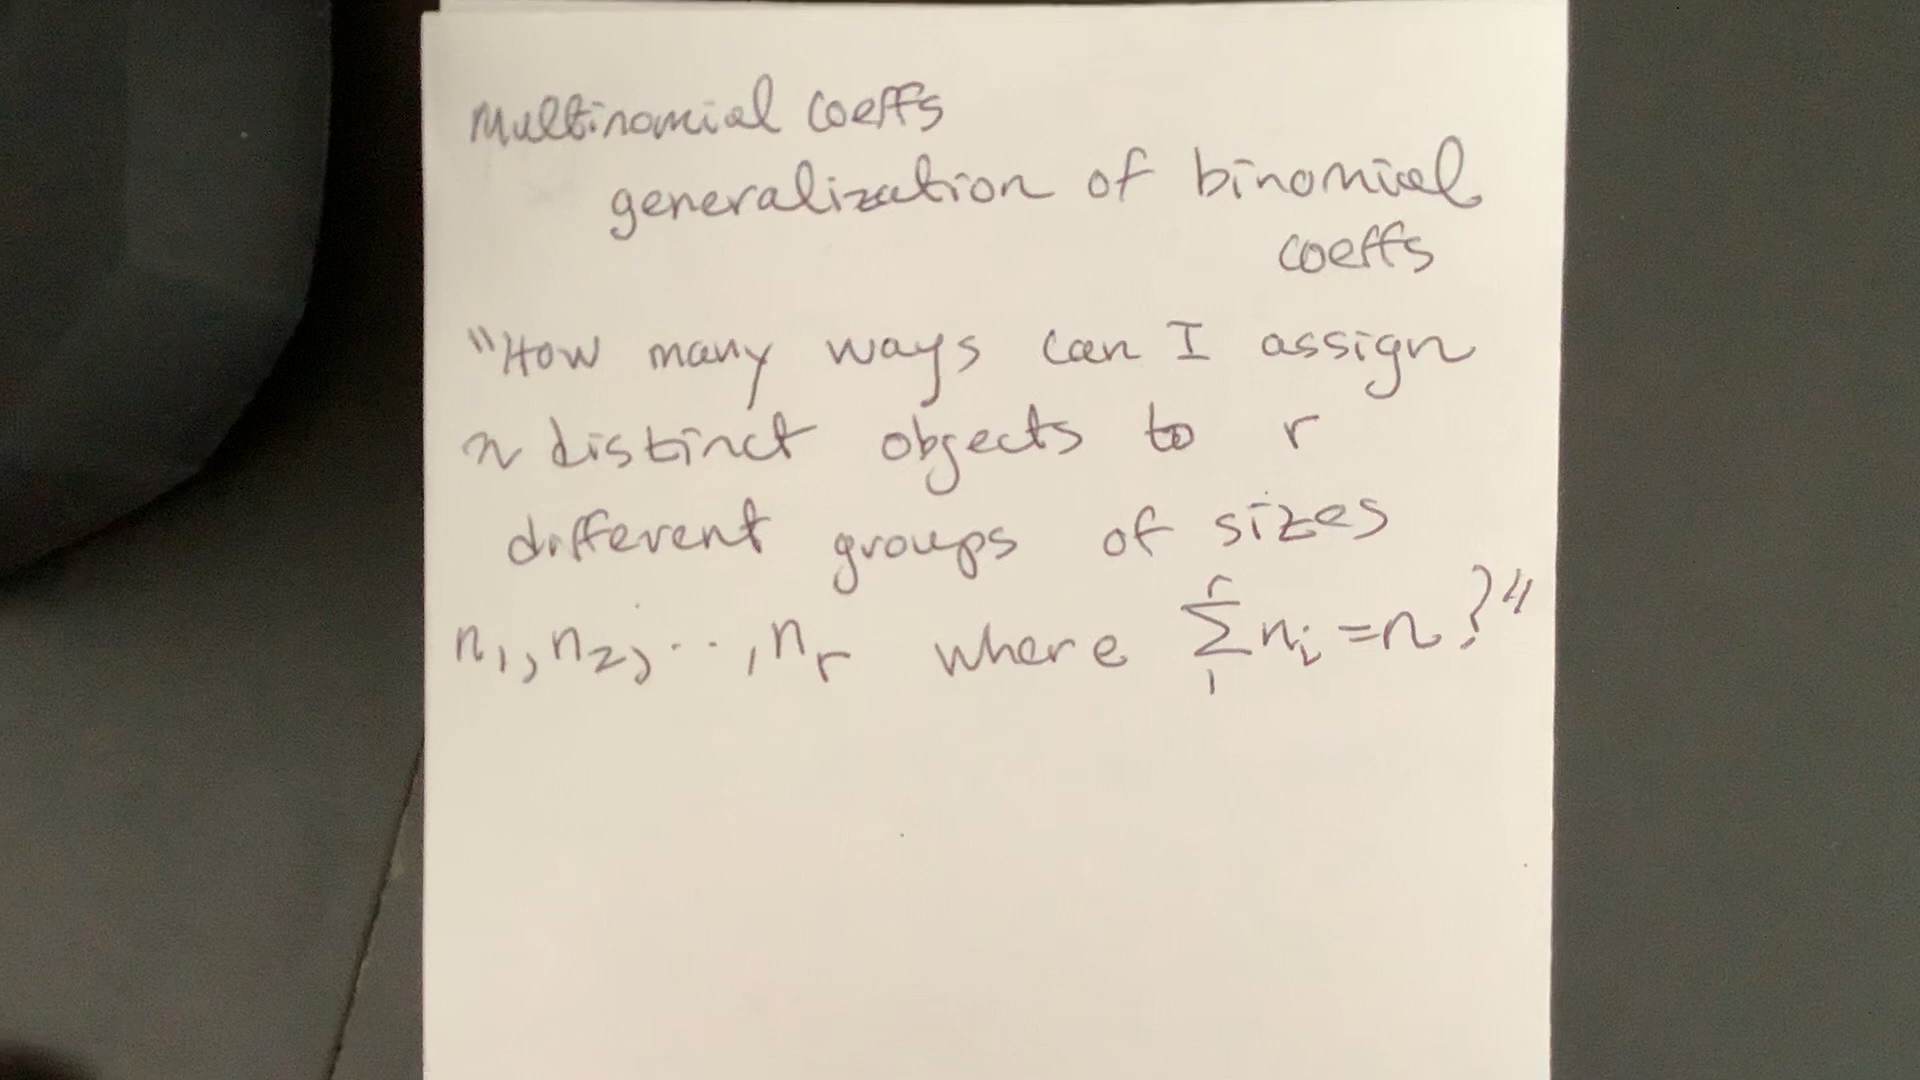 Multinomial coeffs
generalization of binomial
coeffs
"How many ways can I assign
n distinct objects to r
different groups of sizes
n₁, n₂, ..., nᵣ where ∑₁ʳ nᵢ = n?"